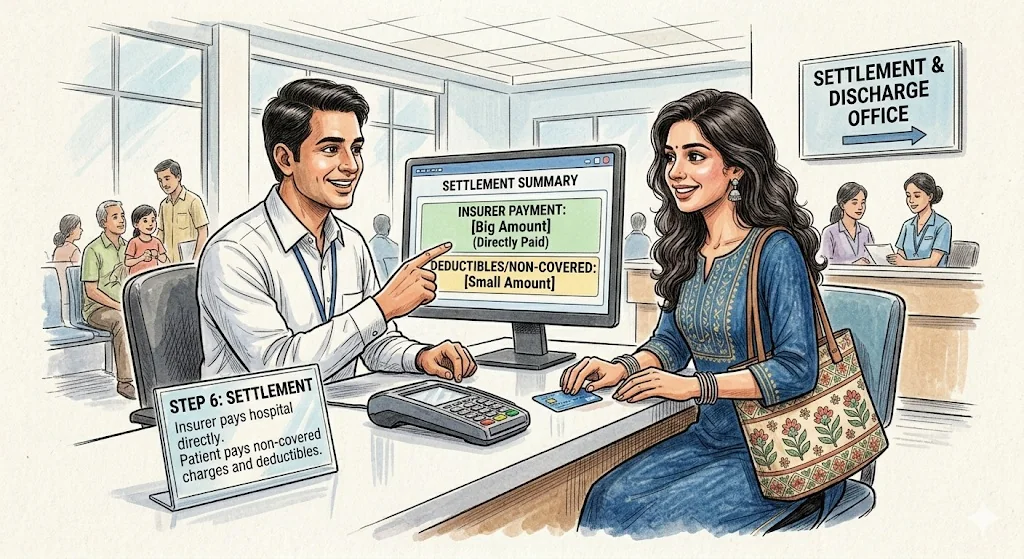 SETTLEMENT &
DISCHARGE
OFFICE
SETTLEMENT SUMMARY
INSURER PAYMENT:
[Big Amount]
(Directly Paid)
DEDUCTIBLES/NON-COVERED:
[Small Amount]
STEP 6: SETTLEMENT
Insurer pays hospital
directly.
Patient pays non-covered
charges and deductibles.